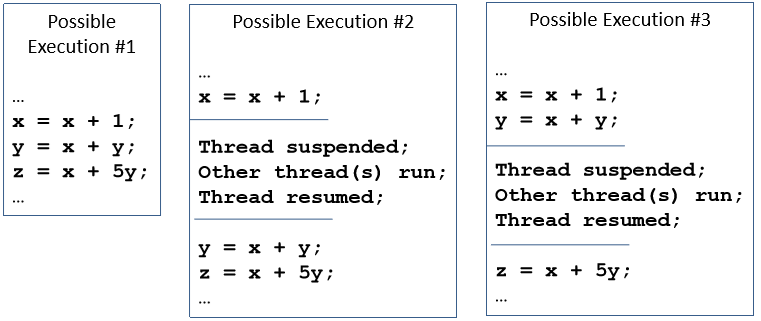 Possible
Execution #1
...
x = x + 1;
y = x + y;
z = x + 5y;
...
Possible Execution #2
...
x = x + 1;
Thread suspended;
Other thread(s) run;
Thread resumed;
y = x + y;
z = x + 5y;
...
Possible Execution #3
...
x = x + 1;
y = x + y;
Thread suspended;
Other thread(s) run;
Thread resumed;
z = x + 5y;
...